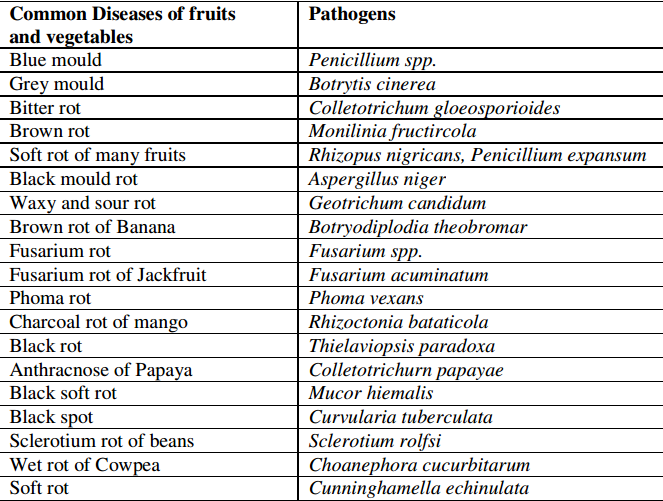 Common Diseases of fruits and vegetables | Pathogens
Blue mould | Penicillium spp.
Grey mould | Botrytis cinerea
Bitter rot | Colletotrichum gloeosporioides
Brown rot | Monilinia fructircola
Soft rot of many fruits | Rhizopus nigricans, Penicillium expansum
Black mould rot | Aspergillus niger
Waxy and sour rot | Geotrichum candidum
Brown rot of Banana | Botryodiplodia theobromar
Fusarium rot | Fusarium spp.
Fusarium rot of Jackfruit | Fusarium acuminatum
Phoma rot | Phoma vexans
Charcoal rot of mango | Rhizoctonia bataticola
Black rot | Thielaviopsis paradoxa
Anthracnose of Papaya | Colletotrichurn papayae
Black soft rot | Mucor hiemalis
Black spot | Curvularia tuberculata
Sclerotium rot of beans | Sclerotium rolfsi
Wet rot of Cowpea | Choanephora cucurbitarum
Soft rot | Cunninghamella echinulata